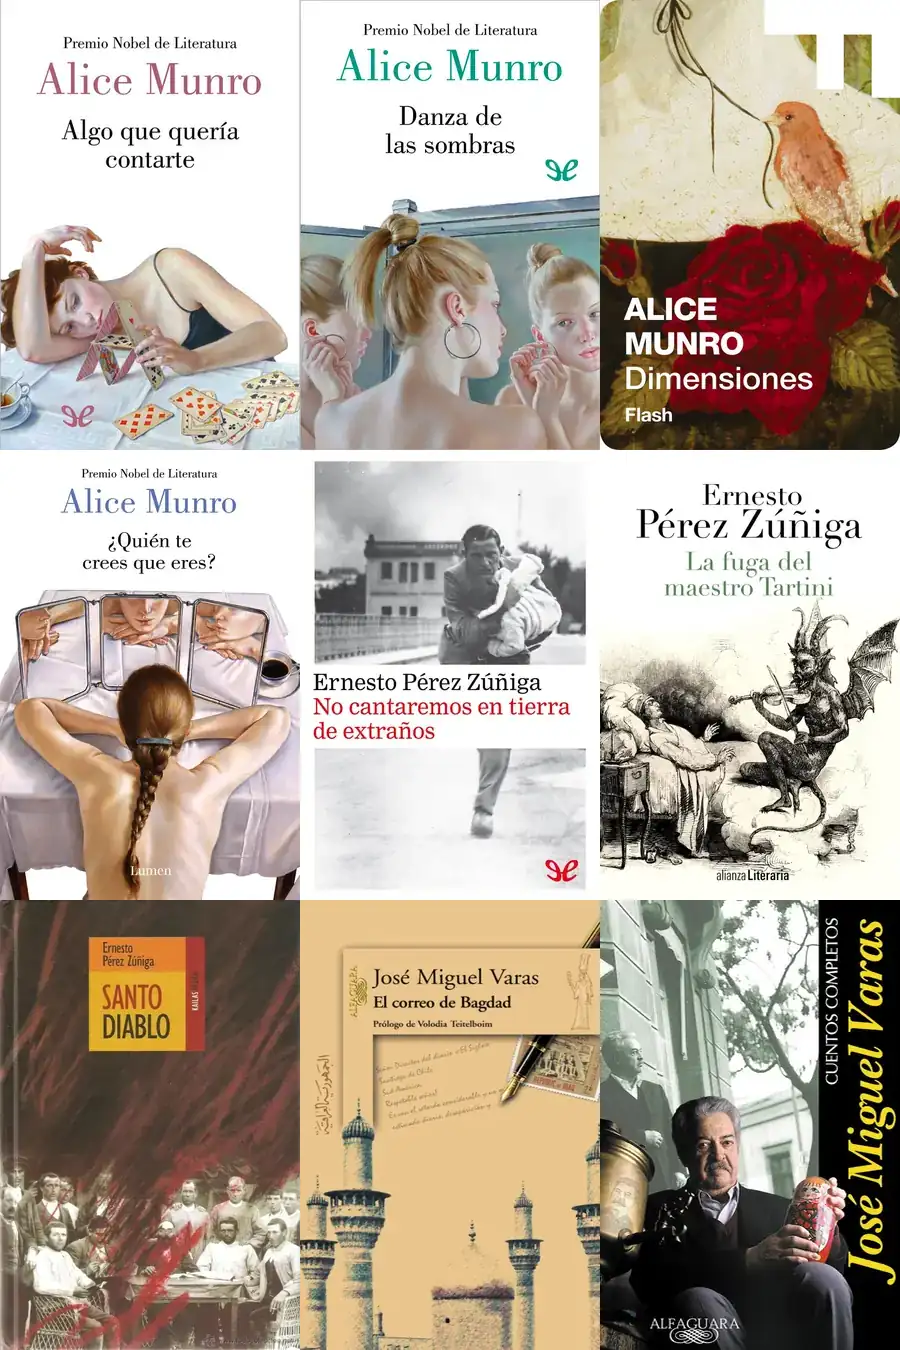 Premio Nobel de Literatura
Alice Munro
Algo que quería
contarte
Premio Nobel de Literatura
Alice Munro
Danza de
las sombras
ALICE
MUNRO
Dimensiones
Flash
Premio Nobel de Literatura
Alice Munro
¿Quién te
crees que eres?
Lumen
Ernesto Pérez Zúñiga
No cantaremos en tierra
de extraños
Ernesto
Pérez Zúñiga
La fuga del
maestro Tartini
alianzaLiteraria
Ernesto
Pérez Zúñiga
SANTO
DIABLO
KAILAS
ALFAGUARA
José Miguel Varas
El correo de Bagdad
Prólogo de Volodia Teitelboim
CUENTOS COMPLETOS
José Miguel Varas
ALFAGUARA